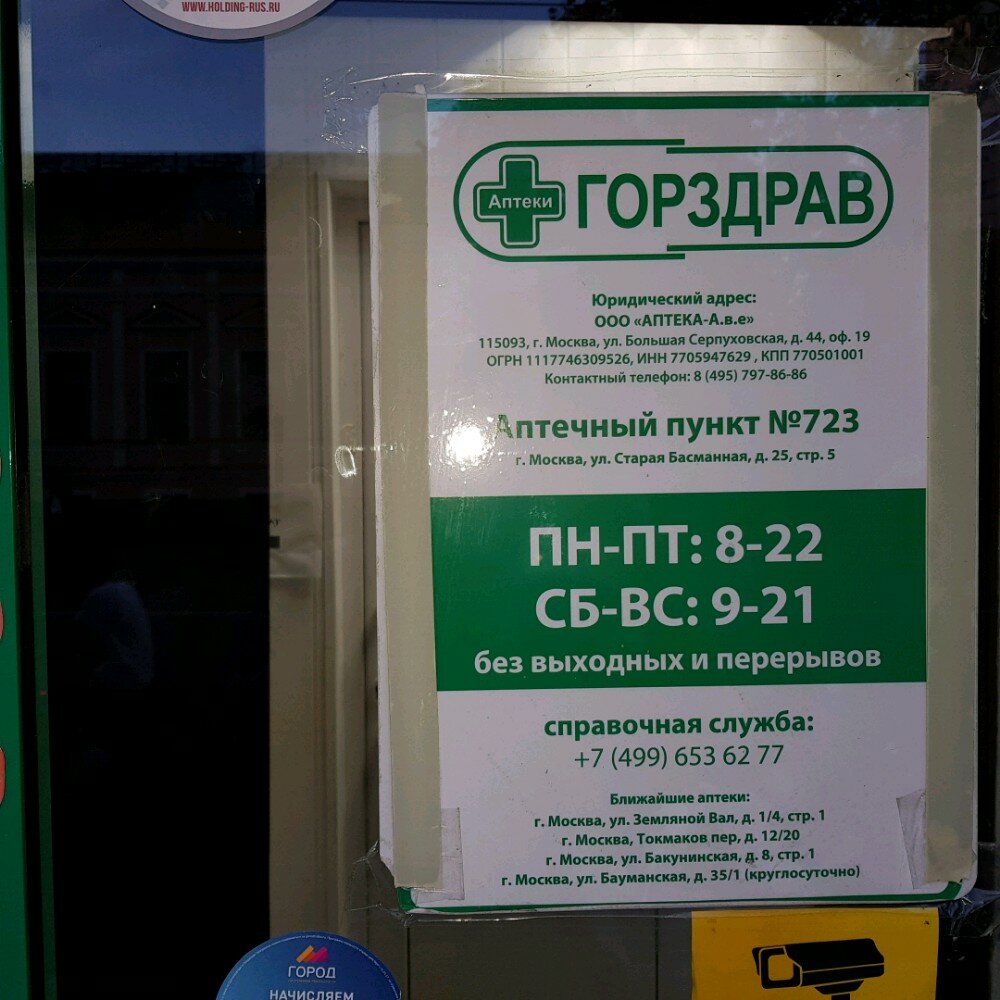 WWW.HOLDING-RUS.RU
Аптеки ГОРЗДРАВ
Юридический адрес:
ООО «АПТЕКА-А.в.е»
115093, г. Москва, ул. Большая Серпуховская, д. 44, оф. 19
ОГРН 1117746309526, ИНН 7705947629 , КПП 770501001
Контактный телефон: 8 (495) 797-86-86
Аптечный пункт №723
г. Москва, ул. Старая Басманная, д. 25, стр. 5
ПН-ПТ: 8-22
СБ-ВС: 9-21
без выходных и перерывов
справочная служба:
+7 (499) 653 62 77
Ближайшие аптеки:
г. Москва, ул. Земляной Вал, д. 1/4, стр. 1
г. Москва, Токмаков пер, д. 12/20
г. Москва, ул. Бакунинская, д. 8, стр. 1
г. Москва, ул. Бауманская, д. 35/1 (круглосуточно)
ГОРОД
НАЧИСЛЯЕМ